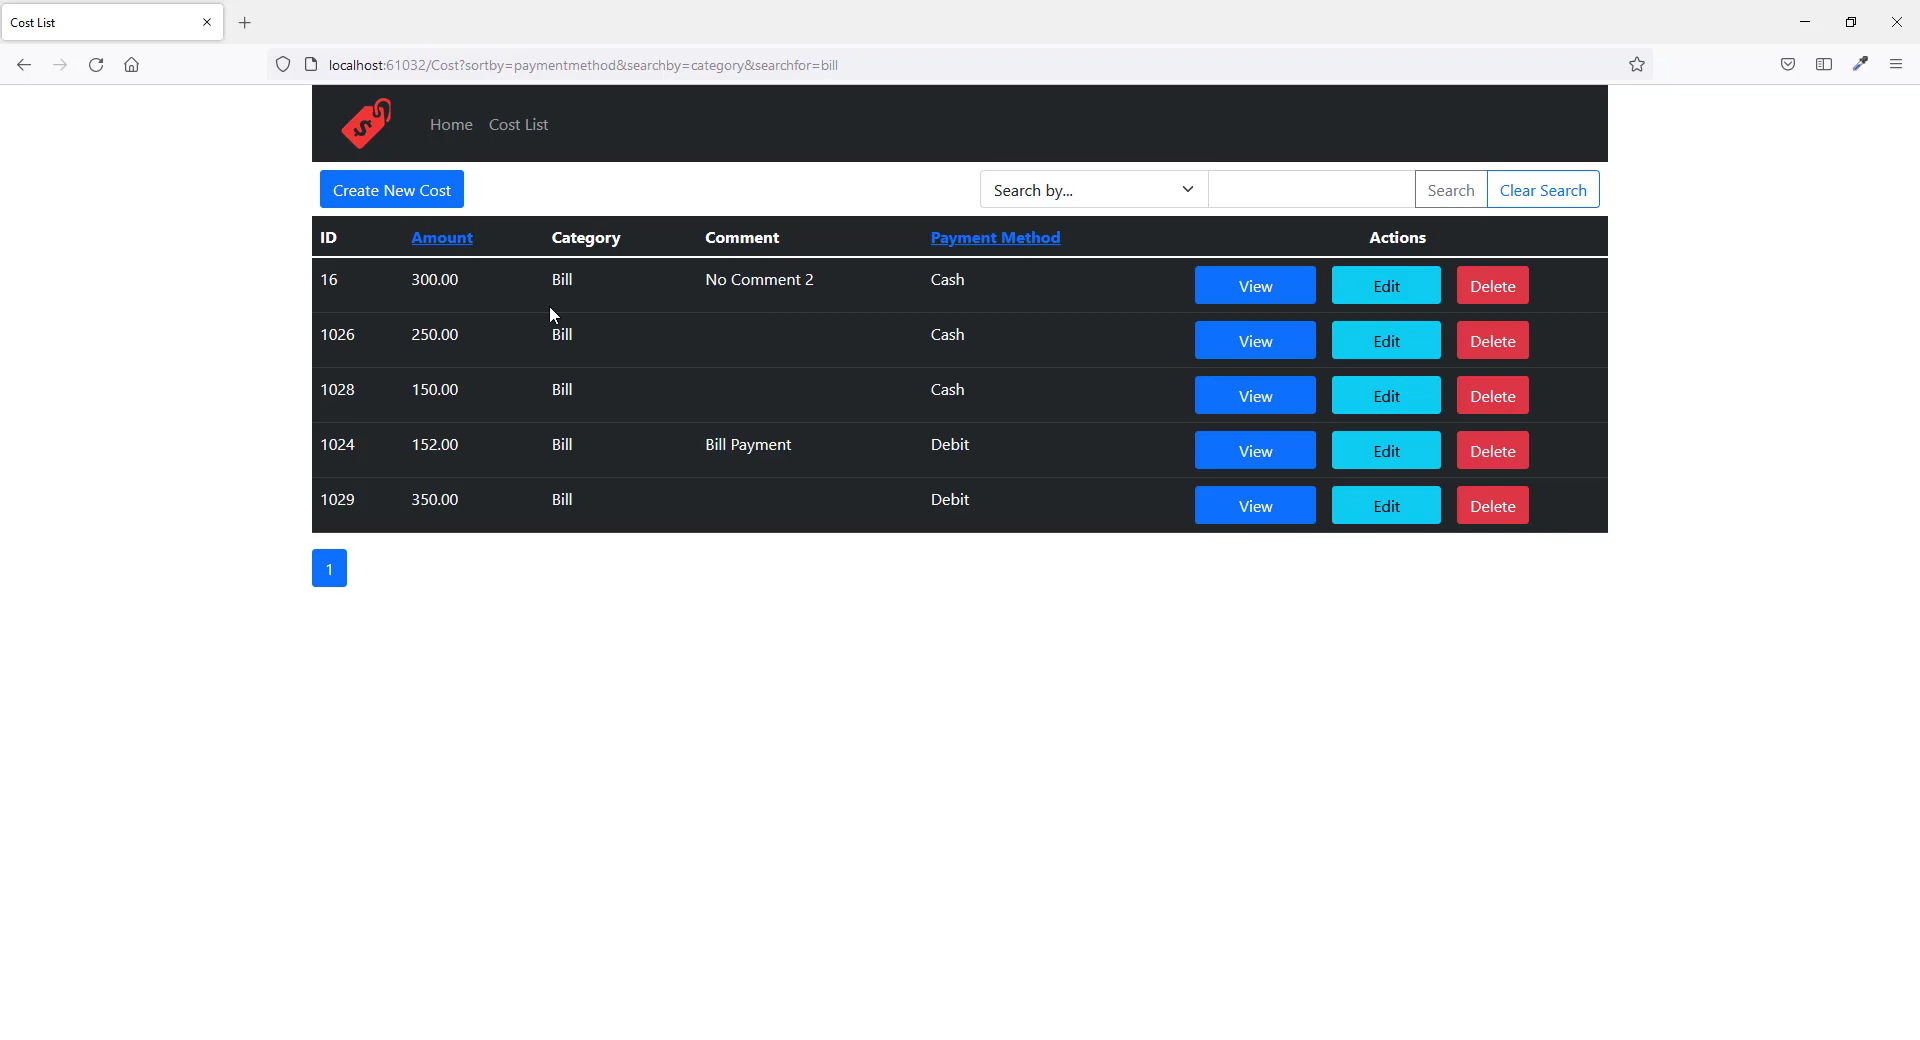 Cost List
localhost:61032/Cost?sortby=paymentmethod&searchby=category&searchfor=bill
$ Home Cost List
Create New Cost Search by... Search Clear Search
ID Amount Category Comment Payment Method Actions
16 300.00 Bill No Comment 2 Cash View Edit Delete
1026 250.00 Bill Cash View Edit Delete
1028 150.00 Bill Cash View Edit Delete
1024 152.00 Bill Bill Payment Debit View Edit Delete
1029 350.00 Bill Debit View Edit Delete
1